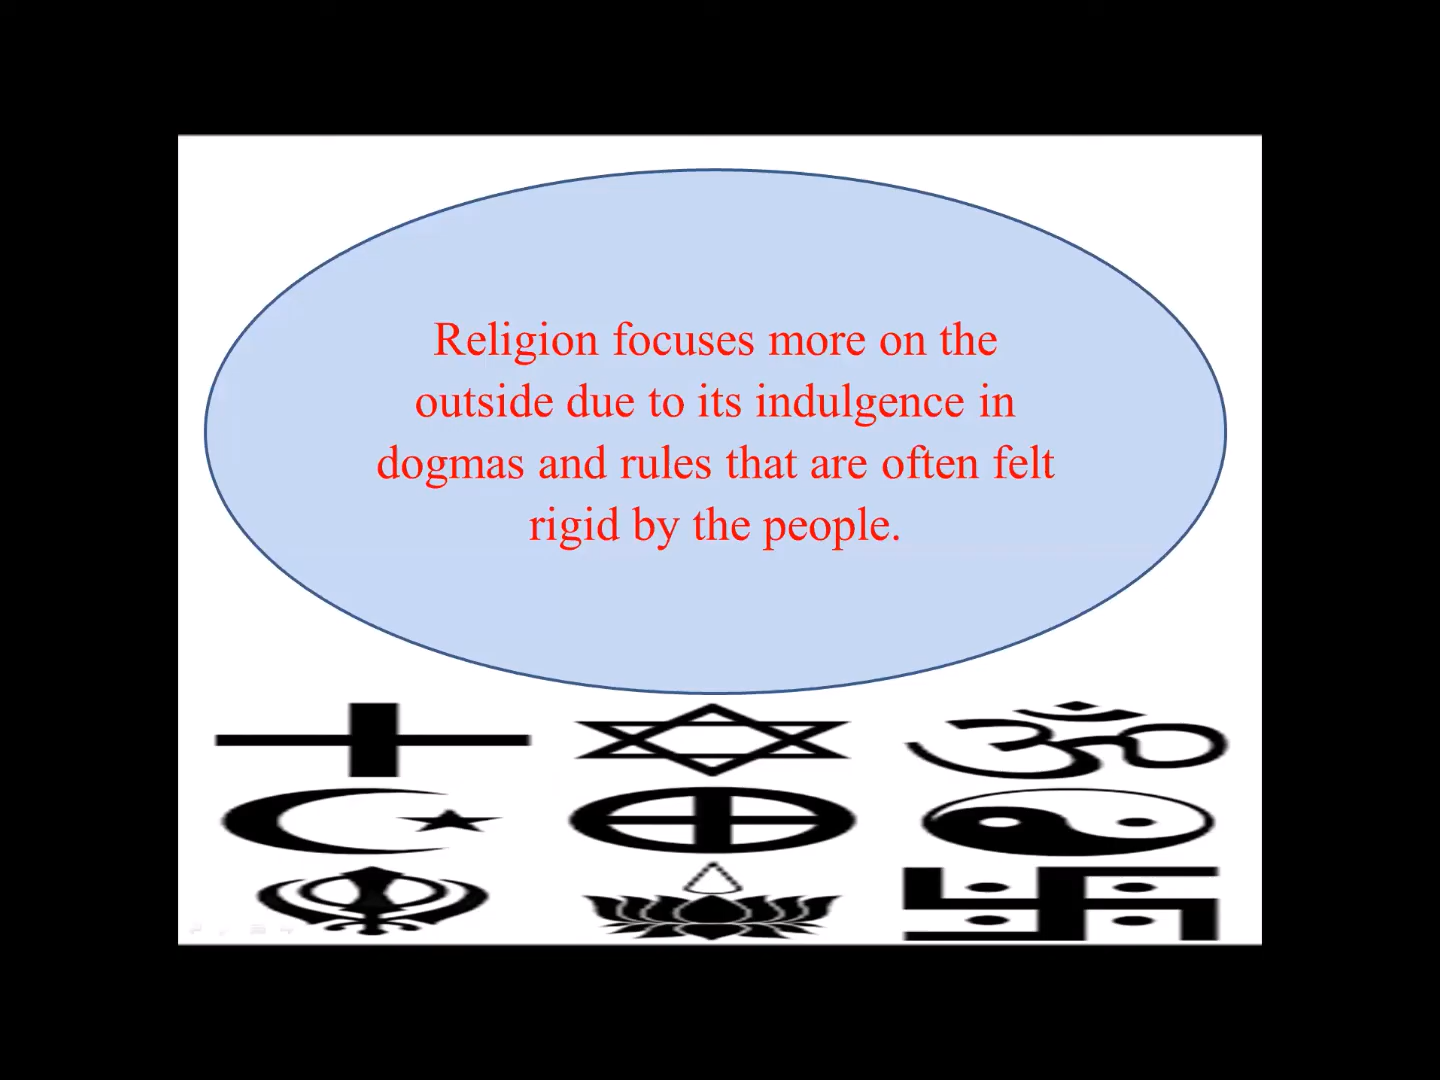 Religion focuses more on the
outside due to its indulgence in
dogmas and rules that are often felt
rigid by the people.